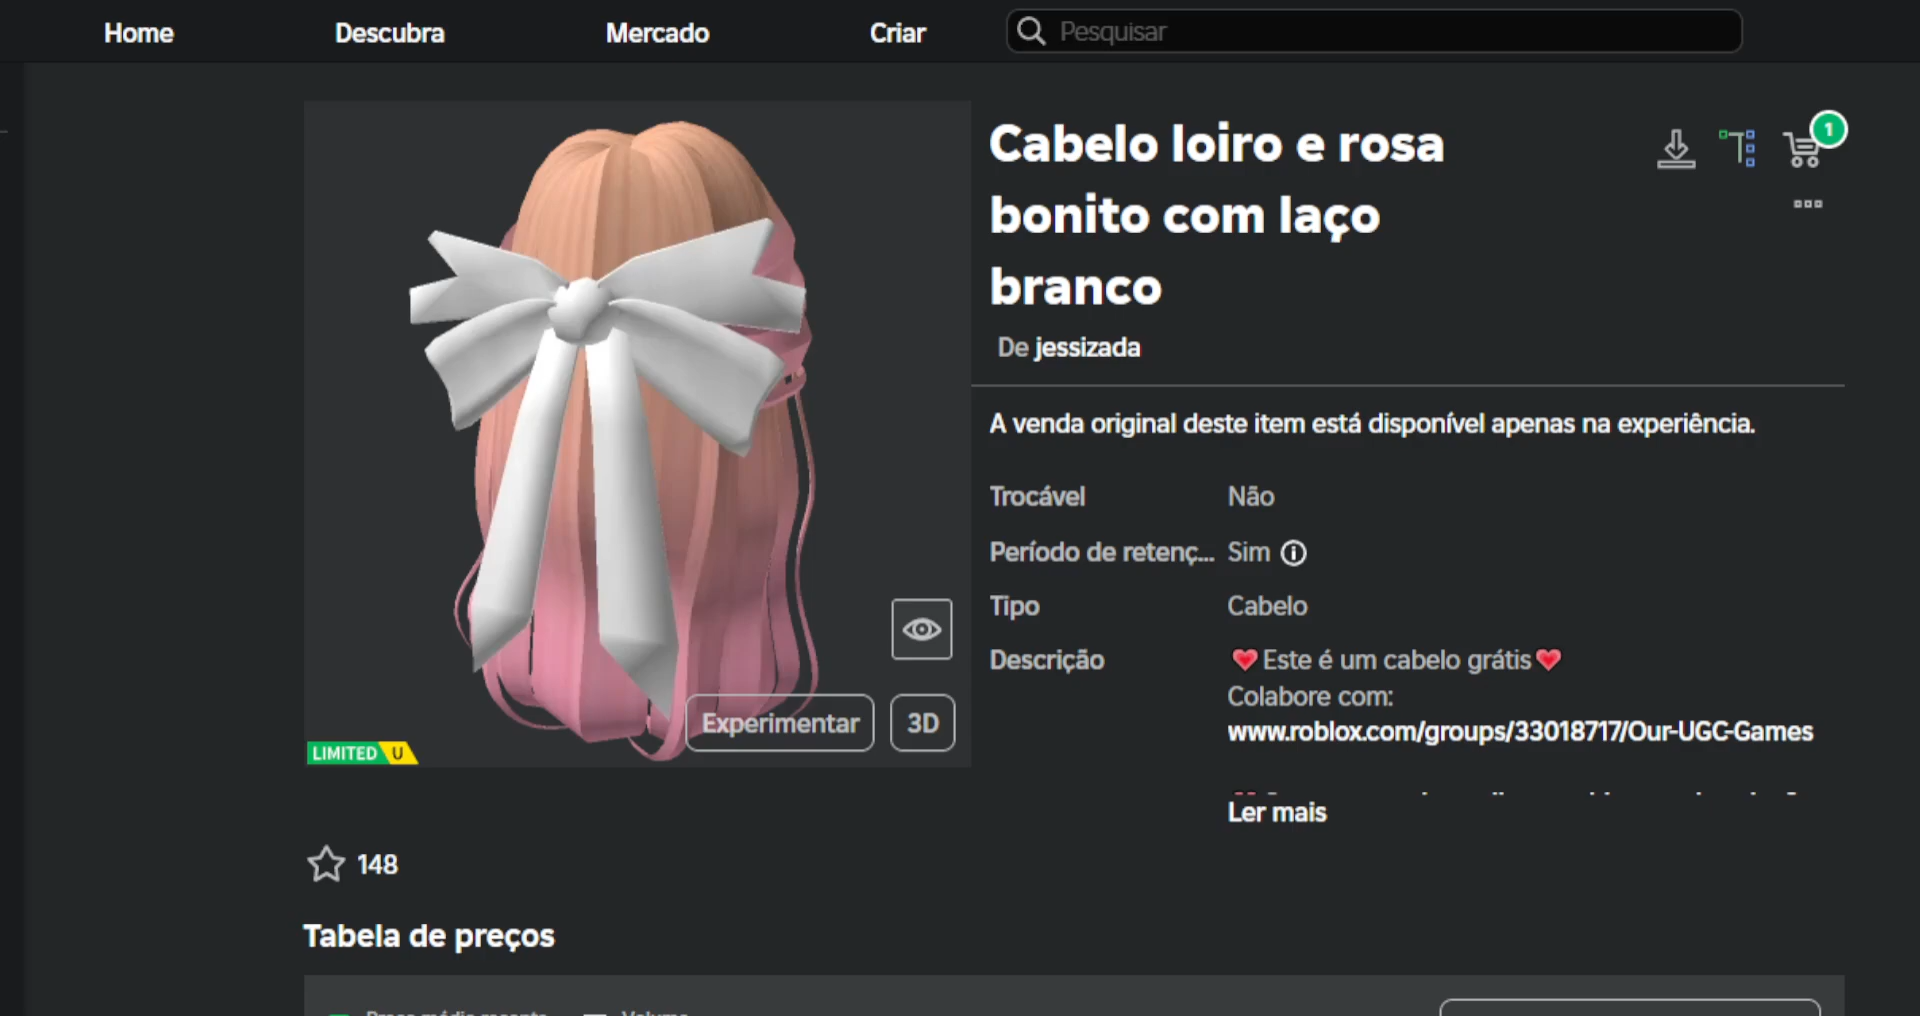 Home Descubra Mercado Criar Pesquisar
Cabelo loiro e rosa
bonito com laço
branco
1
De jessizada
A venda original deste item está disponível apenas na experiência.
Trocável Não
Período de retenç... Sim
Tipo Cabelo
Descrição ❤Este é um cabelo grátis❤
Colabore com:
www.roblox.com/groups/33018717/Our-UGC-Games
Ler mais
Experimentar 3D
LIMITED U
148
Tabela de preços